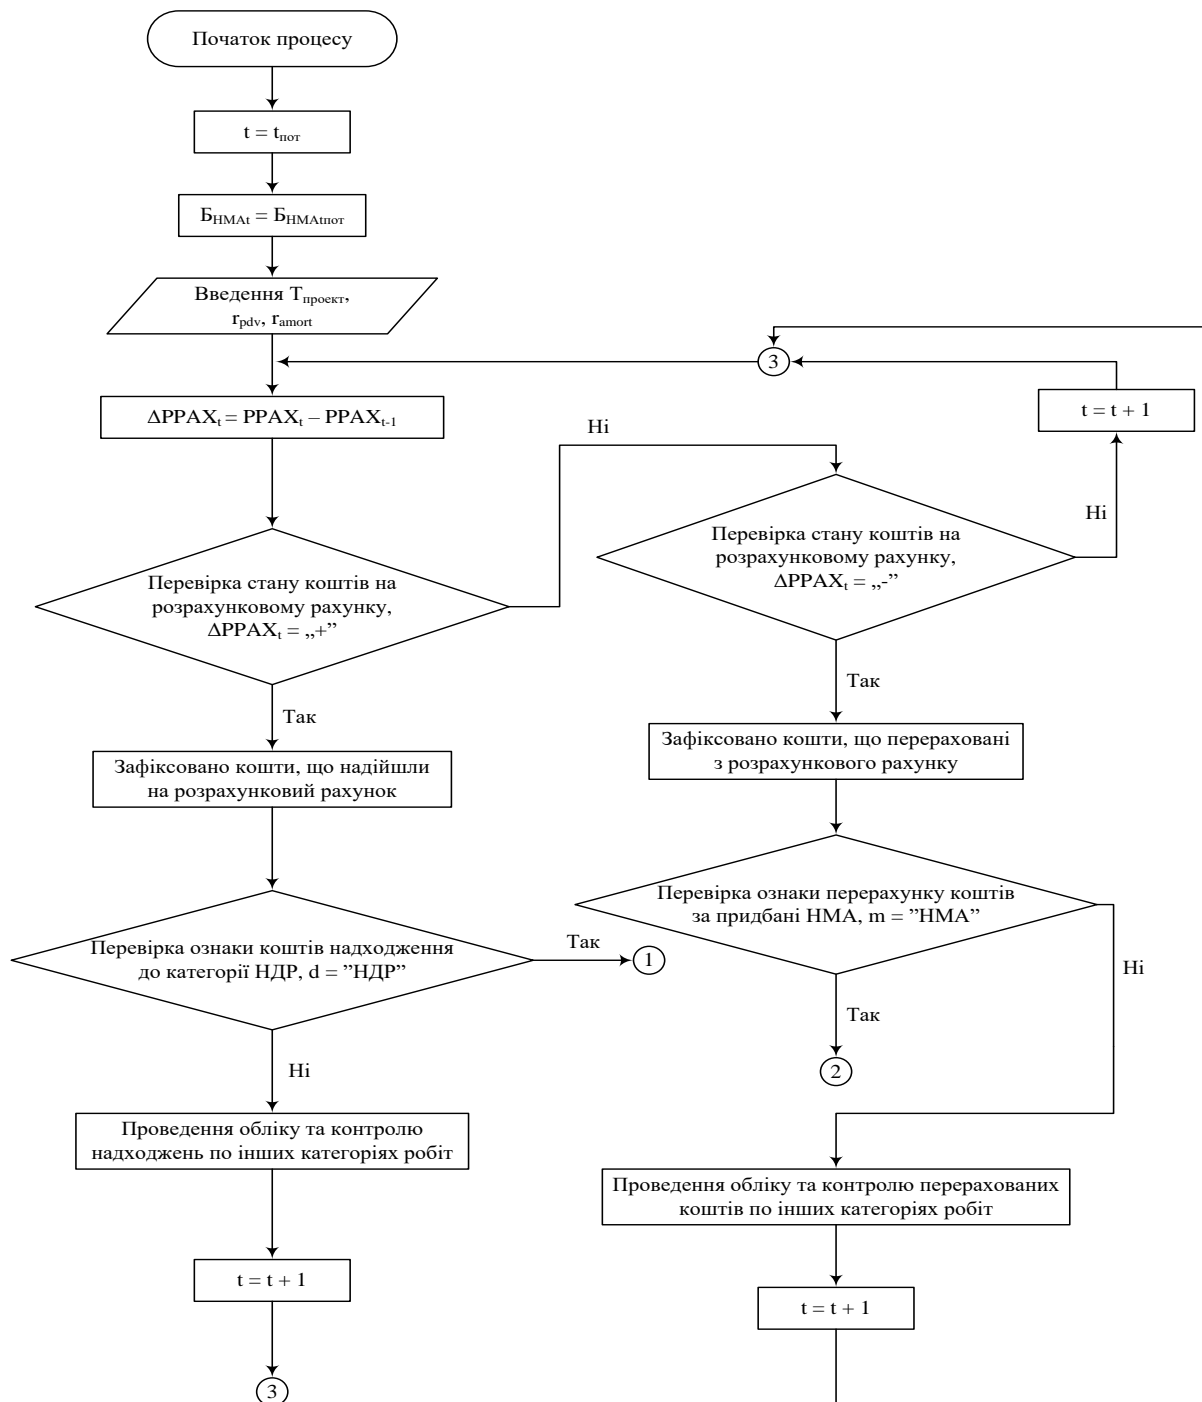 Початок процесу
t = tпот
БНМАt = БНМАtпот
Введення Tпроект,
rpdv, ramort
3
ΔРРАХt = РРАХt – РРАХt-1
t = t + 1
Ні
Ні
Перевірка стану коштів на
розрахунковому рахунку,
ΔРРАХt = „-”
Перевірка стану коштів на
розрахунковому рахунку,
ΔРРАХt = „+”
Так
Так
Зафіксовано кошти, що перераховані
з розрахункового рахунку
Зафіксовано кошти, що надійшли
на розрахунковий рахунок
Перевірка ознаки перерахунку коштів
за придбані НМА, m = ”НМА”
Перевірка ознаки коштів надходження
до категорії НДР, d = ”НДР”
Так
1
Ні
Так
2
Ні
Проведення обліку та контролю
надходжень по інших категоріях робіт
Проведення обліку та контролю перерахованих
коштів по інших категоріях робіт
t = t + 1
t = t + 1
3